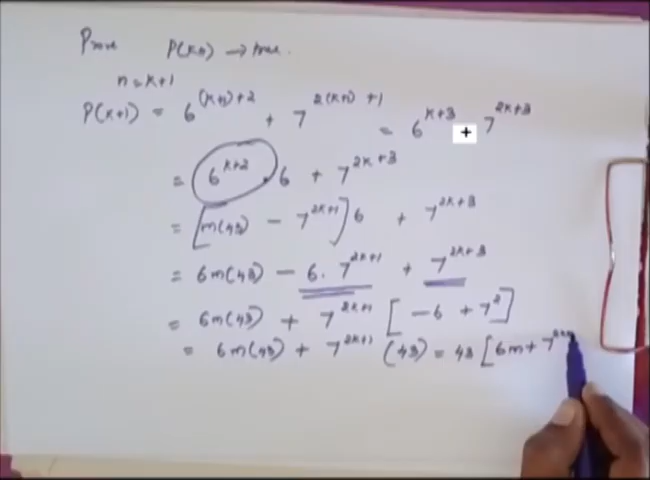 Prove P(k+1) → true.
n = k+1
P(k+1) = 6^{(k+1)+2} + 7^{2(k+1)+1} = 6^{k+3} + 7^{2k+3}
= 6^{k+2} . 6 + 7^{2k+3}
= [m(43) - 7^{2k+1}] 6 + 7^{2k+3}
= 6m(43) - 6. 7^{2k+1} + 7^{2k+3}
= 6m(43) + 7^{2k+1} [-6 + 7^2]
= 6m(43) + 7^{2k+1} (43) = 43 [6m + 7^{2k